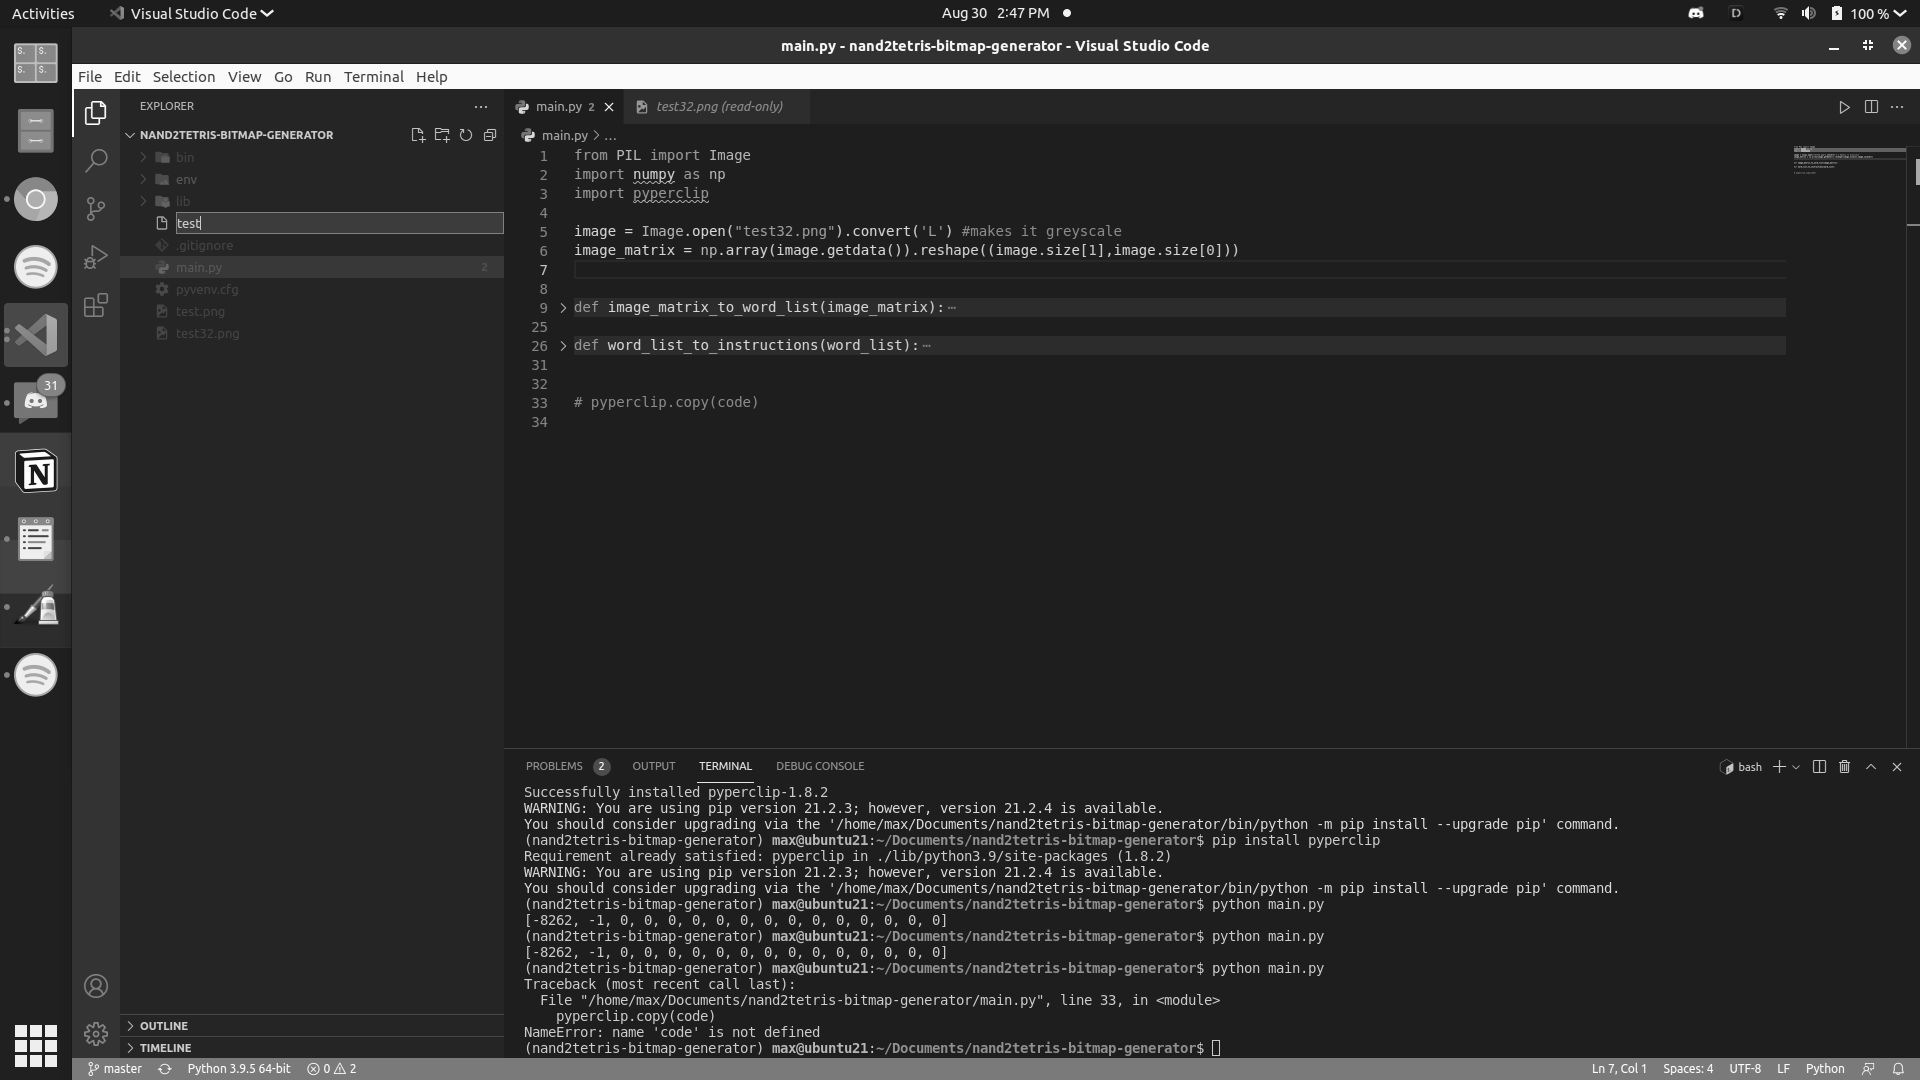 Activities
Visual Studio Code
Aug 30 2:47 PM
D
100 %
main.py - nand2tetris-bitmap-generator - Visual Studio Code
File Edit Selection View Go Run Terminal Help
EXPLORER
NAND2TETRIS-BITMAP-GENERATOR
bin
env
lib
test
.gitignore
main.py 2
pyvenv.cfg
test.png
test32.png
OUTLINE
TIMELINE
31
main.py 2
test32.png (read-only)
main.py > ...
1 from PIL import Image
2 import numpy as np
3 import pyperclip
4
5 image = Image.open("test32.png").convert('L') #makes it greyscale
6 image_matrix = np.array(image.getdata()).reshape((image.size[1],image.size[0]))
7
8
9 def image_matrix_to_word_list(image_matrix):…
25
26 def word_list_to_instructions(word_list):…
31
32
33 # pyperclip.copy(code)
34
PROBLEMS 2 OUTPUT TERMINAL DEBUG CONSOLE
bash
Successfully installed pyperclip-1.8.2
WARNING: You are using pip version 21.2.3; however, version 21.2.4 is available.
You should consider upgrading via the '/home/max/Documents/nand2tetris-bitmap-generator/bin/python -m pip install --upgrade pip' command.
(nand2tetris-bitmap-generator) max@ubuntu21:~/Documents/nand2tetris-bitmap-generator$ pip install pyperclip
Requirement already satisfied: pyperclip in ./lib/python3.9/site-packages (1.8.2)
WARNING: You are using pip version 21.2.3; however, version 21.2.4 is available.
You should consider upgrading via the '/home/max/Documents/nand2tetris-bitmap-generator/bin/python -m pip install --upgrade pip' command.
(nand2tetris-bitmap-generator) max@ubuntu21:~/Documents/nand2tetris-bitmap-generator$ python main.py
[-8262, -1, 0, 0, 0, 0, 0, 0, 0, 0, 0, 0, 0, 0, 0, 0]
(nand2tetris-bitmap-generator) max@ubuntu21:~/Documents/nand2tetris-bitmap-generator$ python main.py
[-8262, -1, 0, 0, 0, 0, 0, 0, 0, 0, 0, 0, 0, 0, 0, 0]
(nand2tetris-bitmap-generator) max@ubuntu21:~/Documents/nand2tetris-bitmap-generator$ python main.py
Traceback (most recent call last):
File "/home/max/Documents/nand2tetris-bitmap-generator/main.py", line 33, in <module>
pyperclip.copy(code)
NameError: name 'code' is not defined
(nand2tetris-bitmap-generator) max@ubuntu21:~/Documents/nand2tetris-bitmap-generator$
master
Python 3.9.5 64-bit
0 2
Ln 7, Col 1
Spaces: 4
UTF-8
LF
Python